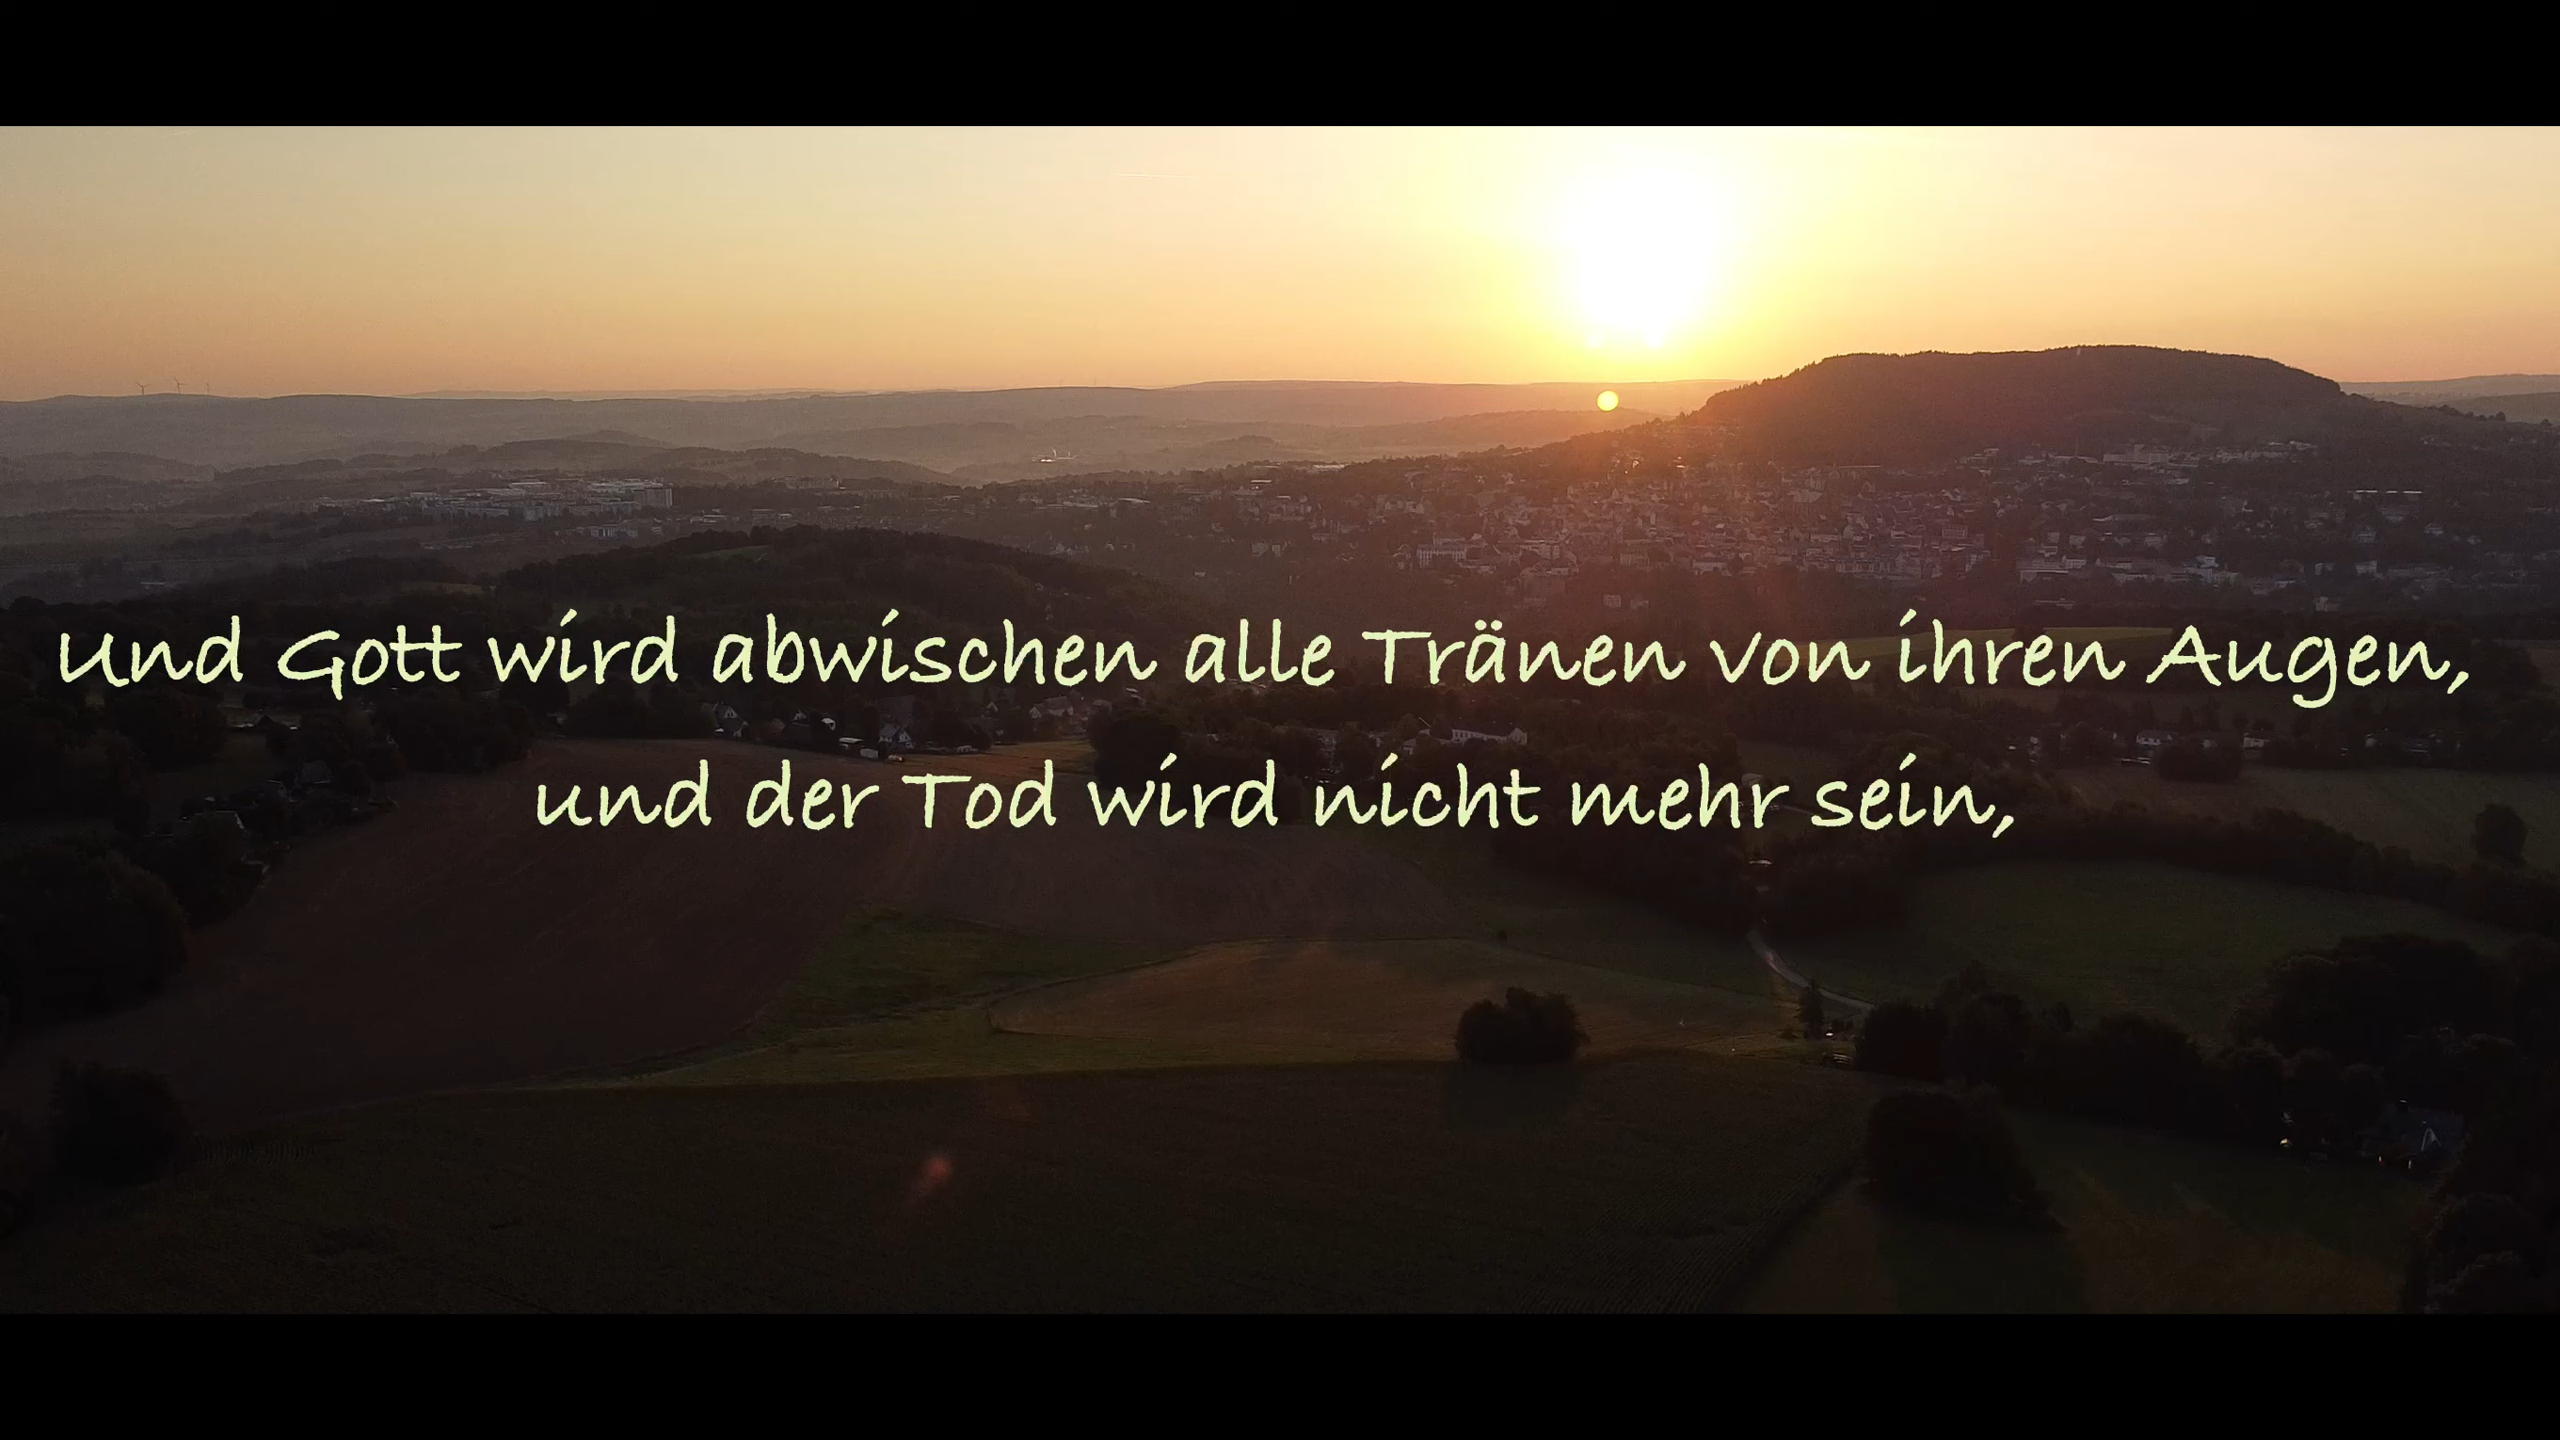 Und Gott wird abwischen alle Tränen von ihren Augen,
und der Tod wird nicht mehr sein,